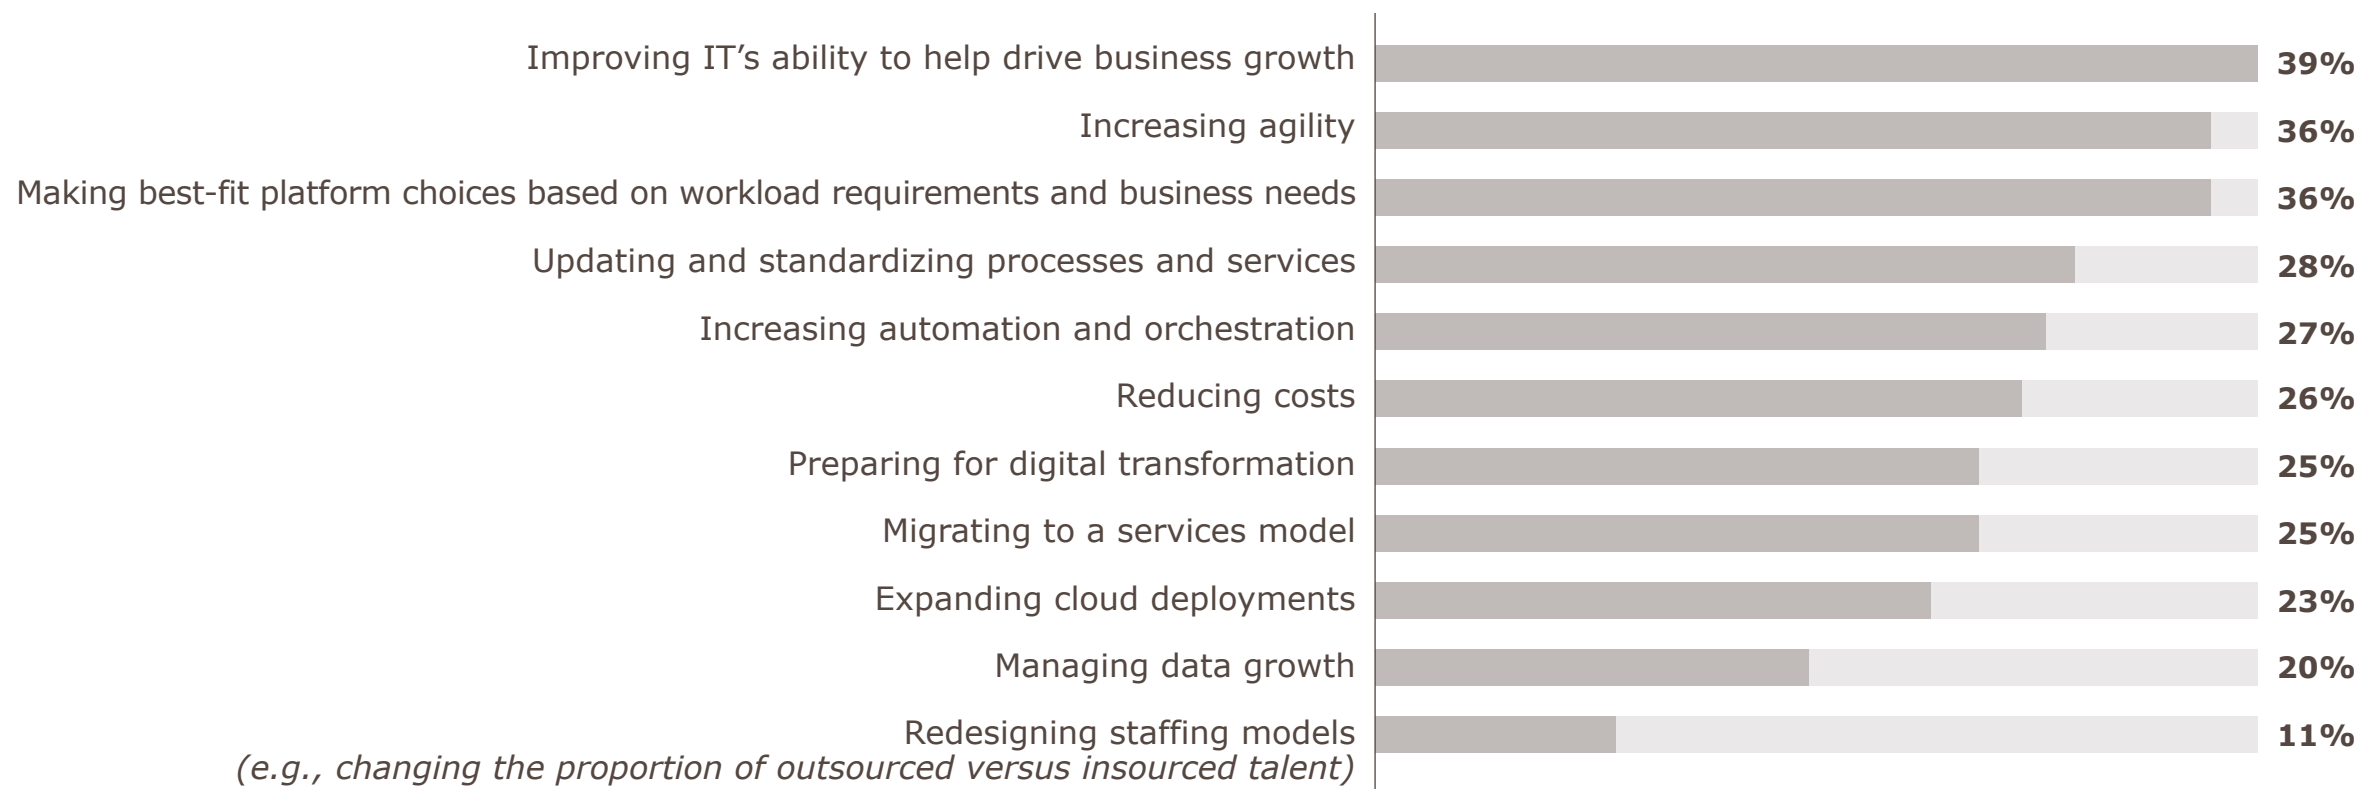 Improving IT’s ability to help drive business growth 39%
Increasing agility 36%
Making best-fit platform choices based on workload requirements and business needs 36%
Updating and standardizing processes and services 28%
Increasing automation and orchestration 27%
Reducing costs 26%
Preparing for digital transformation 25%
Migrating to a services model 25%
Expanding cloud deployments 23%
Managing data growth 20%
Redesigning staffing models 11%
(e.g., changing the proportion of outsourced versus insourced talent)